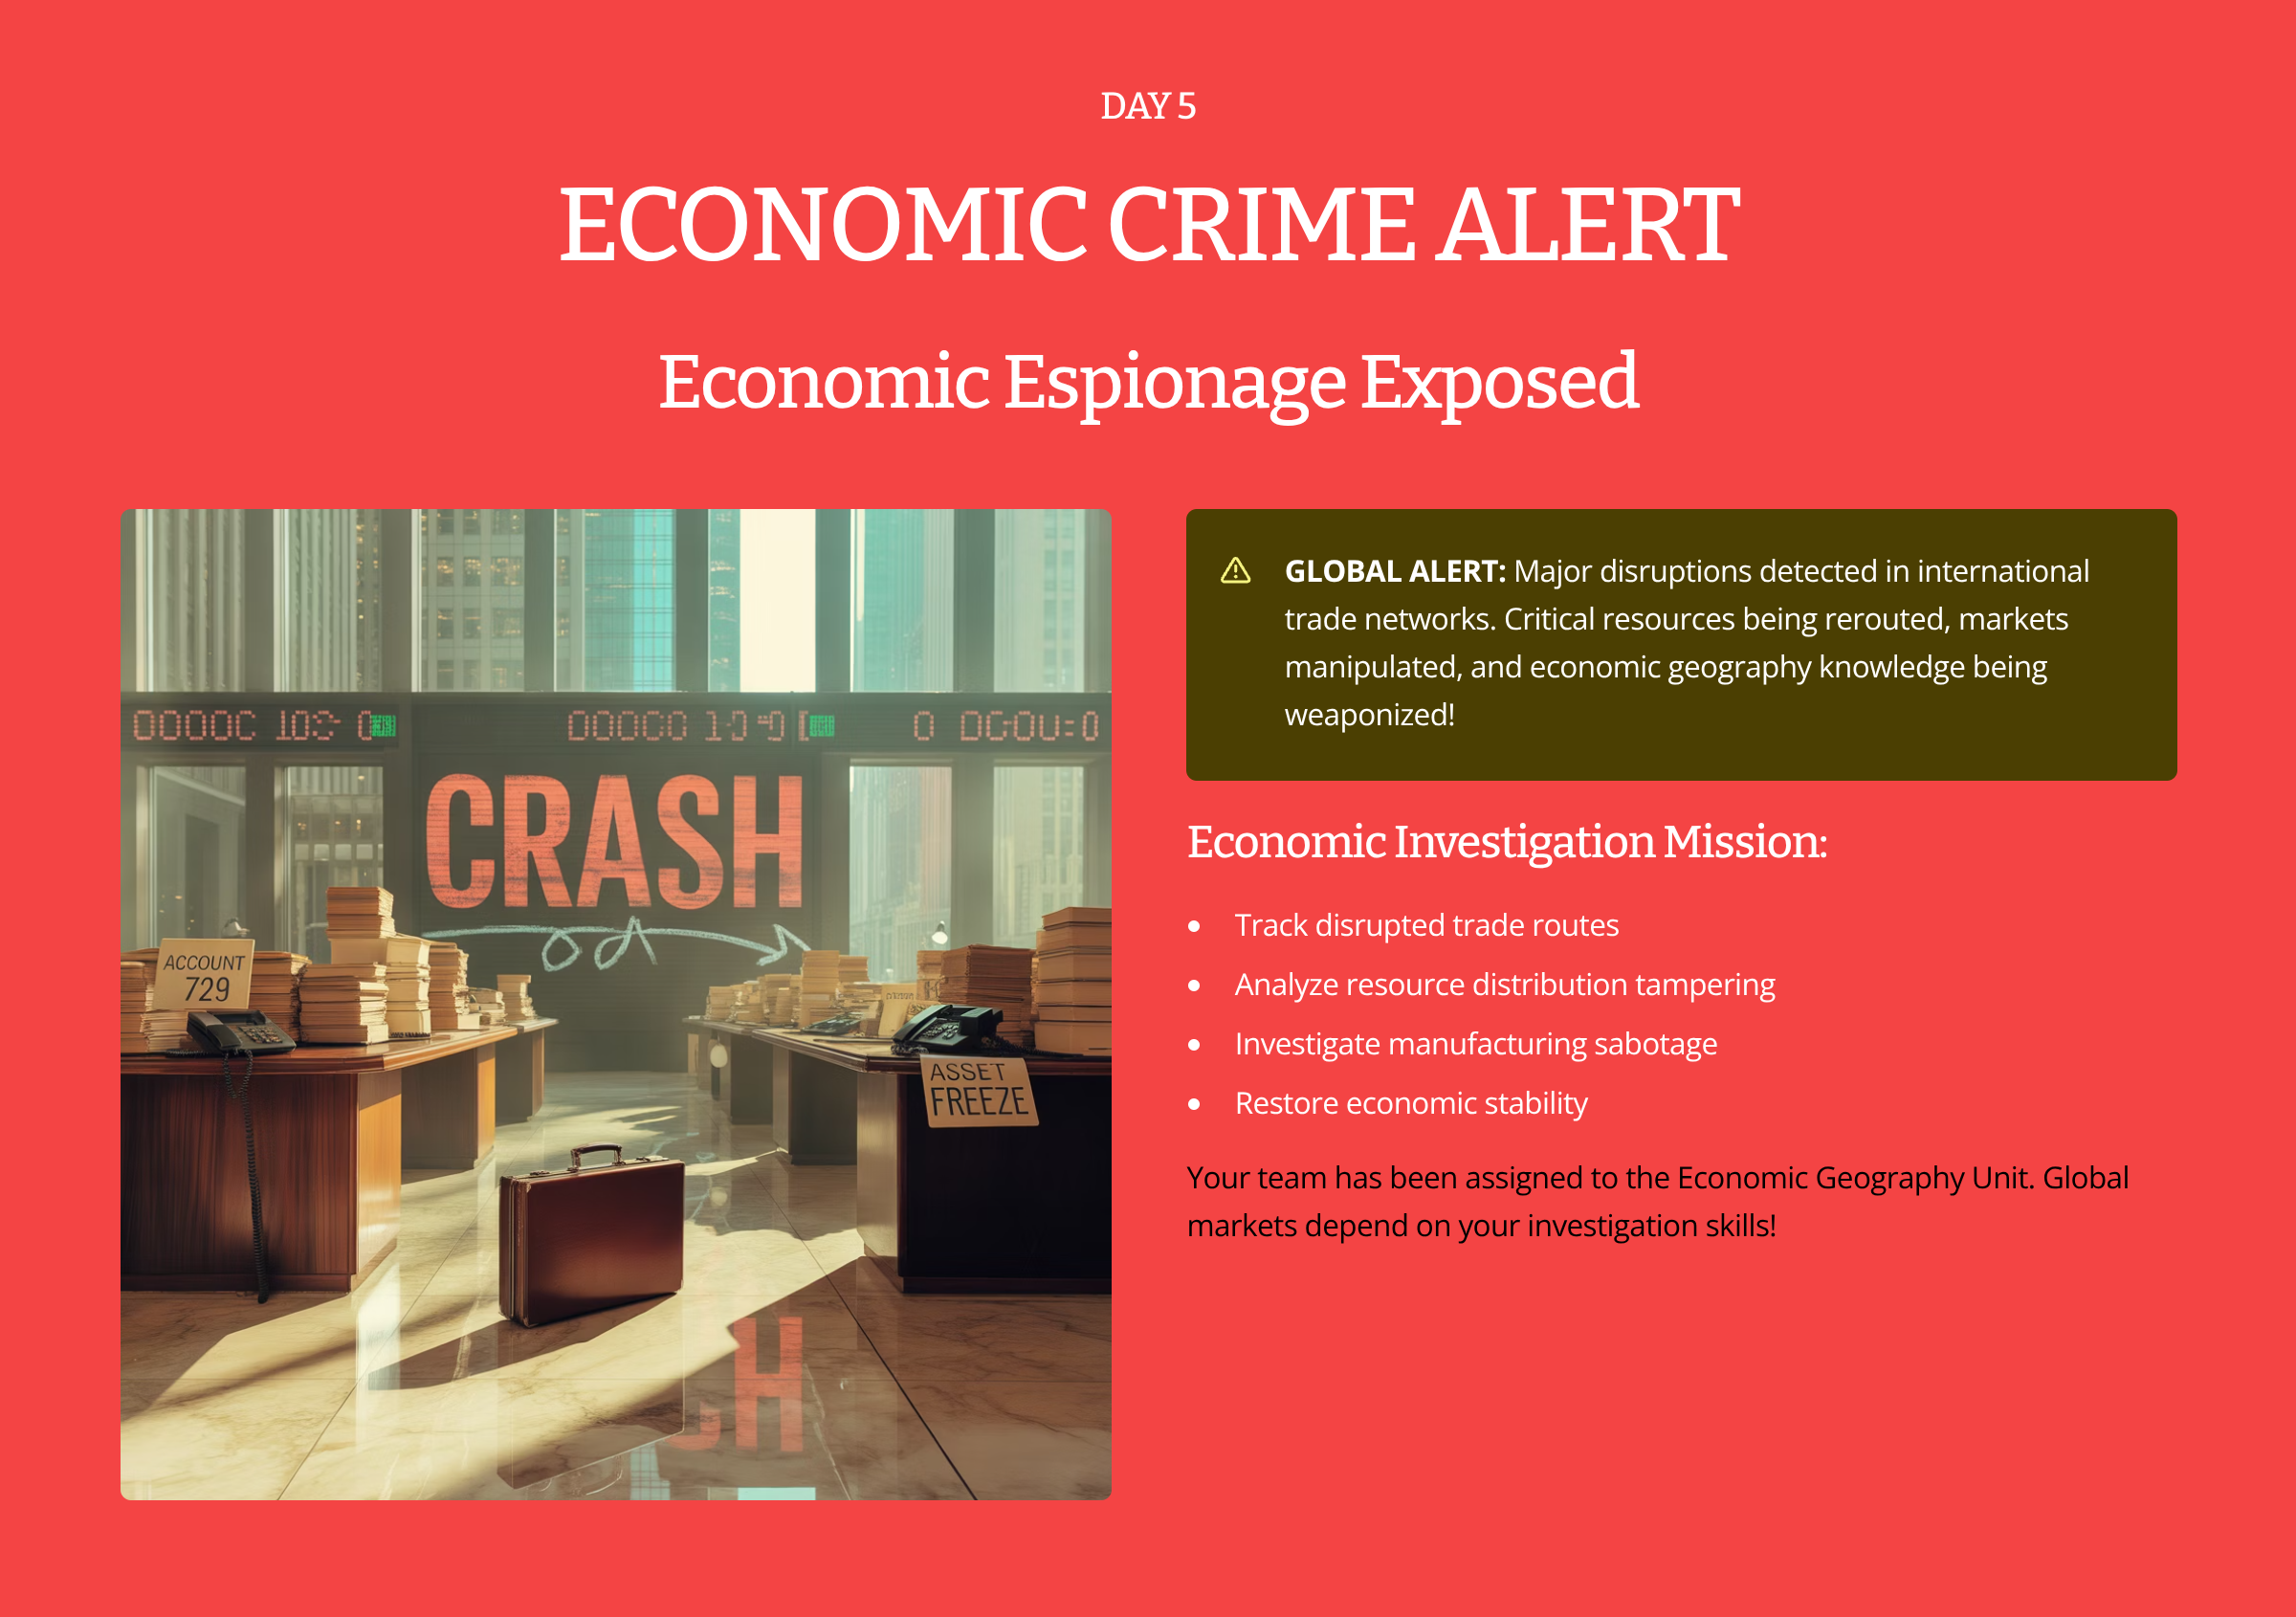 DAY 5
ECONOMIC CRIME ALERT
Economic Espionage Exposed
CRASH
ACCOUNT
729
ASSET
FREEZE
GLOBAL ALERT: Major disruptions detected in international
trade networks. Critical resources being rerouted, markets
manipulated, and economic geography knowledge being
weaponized!
Economic Investigation Mission:
Track disrupted trade routes
Analyze resource distribution tampering
Investigate manufacturing sabotage
Restore economic stability
Your team has been assigned to the Economic Geography Unit. Global
markets depend on your investigation skills!